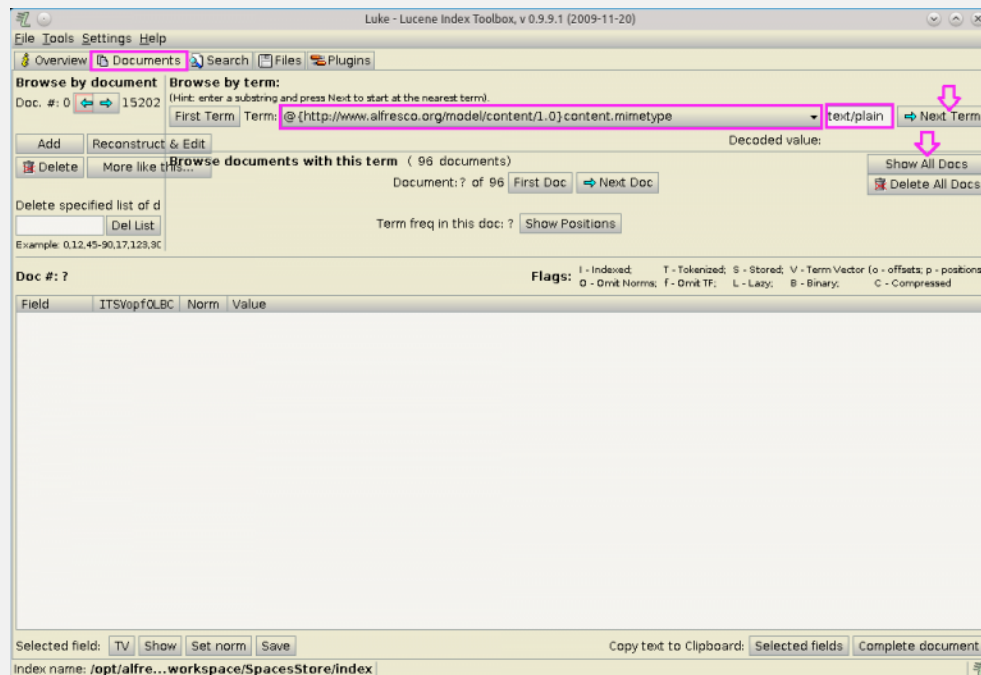 Luke - Lucene Index Toolbox, v 0.9.9.1 (2009-11-20)
File Tools Settings Help
Overview Documents Search Files Plugins
Browse by document Browse by term:
(Hint: enter a substring and press Next to start at the nearest term).
Doc. #: 0 15202
First Term Term: @{http://www.alfresco.org/model/content/1.0}content.mimetype text/plain Next Term
Add Reconstruct & Edit Decoded value:
Delete More like this... Browse documents with this term ( 96 documents) Show All Docs
Document: ? of 96 First Doc Next Doc Delete All Docs
Delete specified list of d
Del List Term freq in this doc: ? Show Positions
Example: 0,12,45-90,17,123,30
Doc #: ? Flags: I - Indexed; T - Tokenized; S - Stored; V - Term Vector (o - offsets; p - positions
O - Omit Norms; f - Omit TF; L - Lazy; B - Binary; C - Compressed
Field ITSVopfOLBC Norm Value
Selected field: TV Show Set norm Save Copy text to Clipboard: Selected fields Complete document
Index name: /opt/alfre...workspace/SpacesStore/index